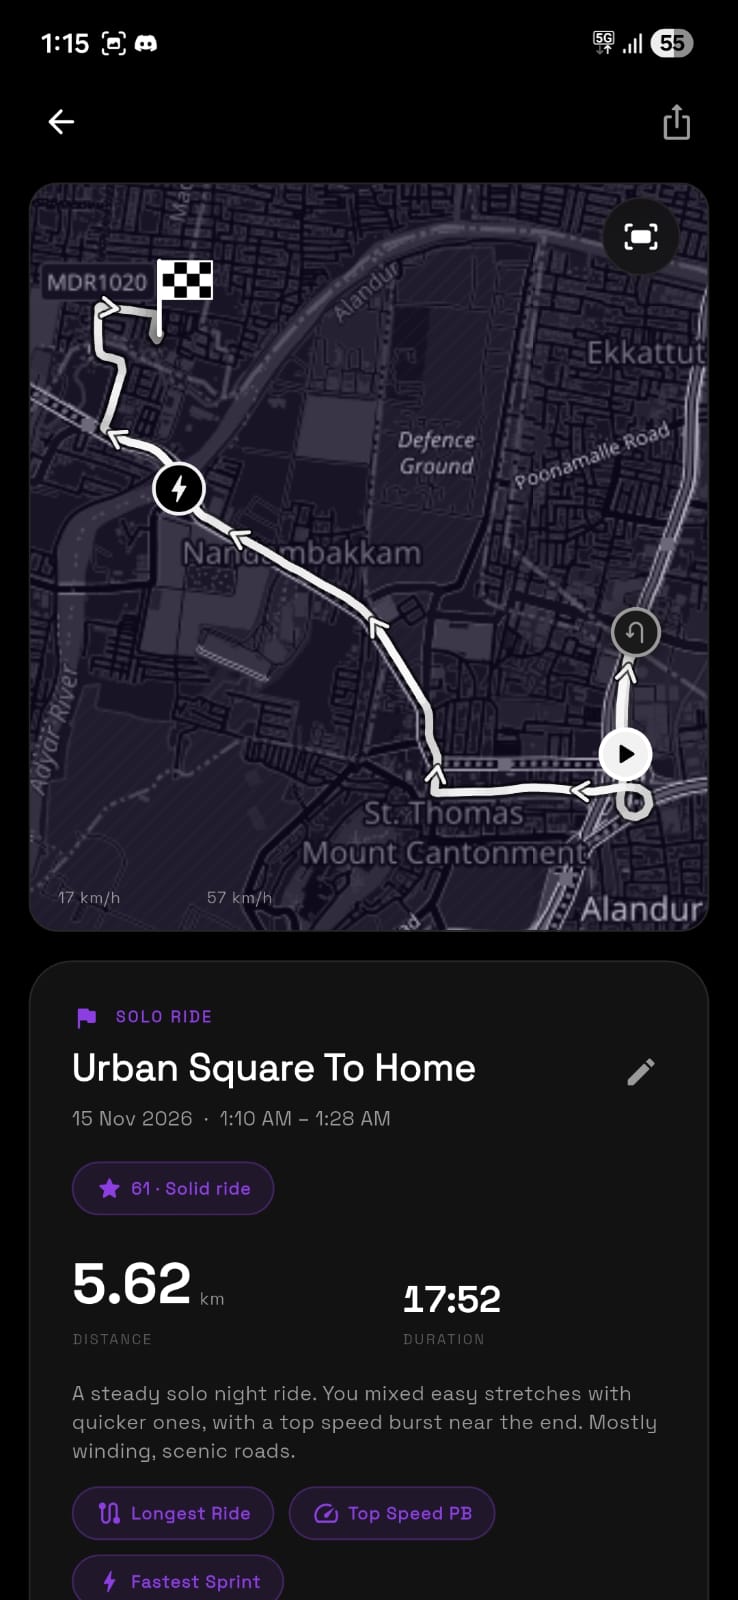 1:15
5G
55
MDR1020
Alandur
Ekkattut
Defence
Ground
Poonamalle Road
Nandambakkam
Adyar River
St. Thomas
Mount Cantonment
17 km/h
57 km/h
Alandur
SOLO RIDE
Urban Square To Home
15 Nov 2026 · 1:10 AM – 1:28 AM
61 · Solid ride
5.62 km
17:52
DISTANCE
DURATION
A steady solo night ride. You mixed easy stretches with
quicker ones, with a top speed burst near the end. Mostly
winding, scenic roads.
Longest Ride
Top Speed PB
Fastest Sprint